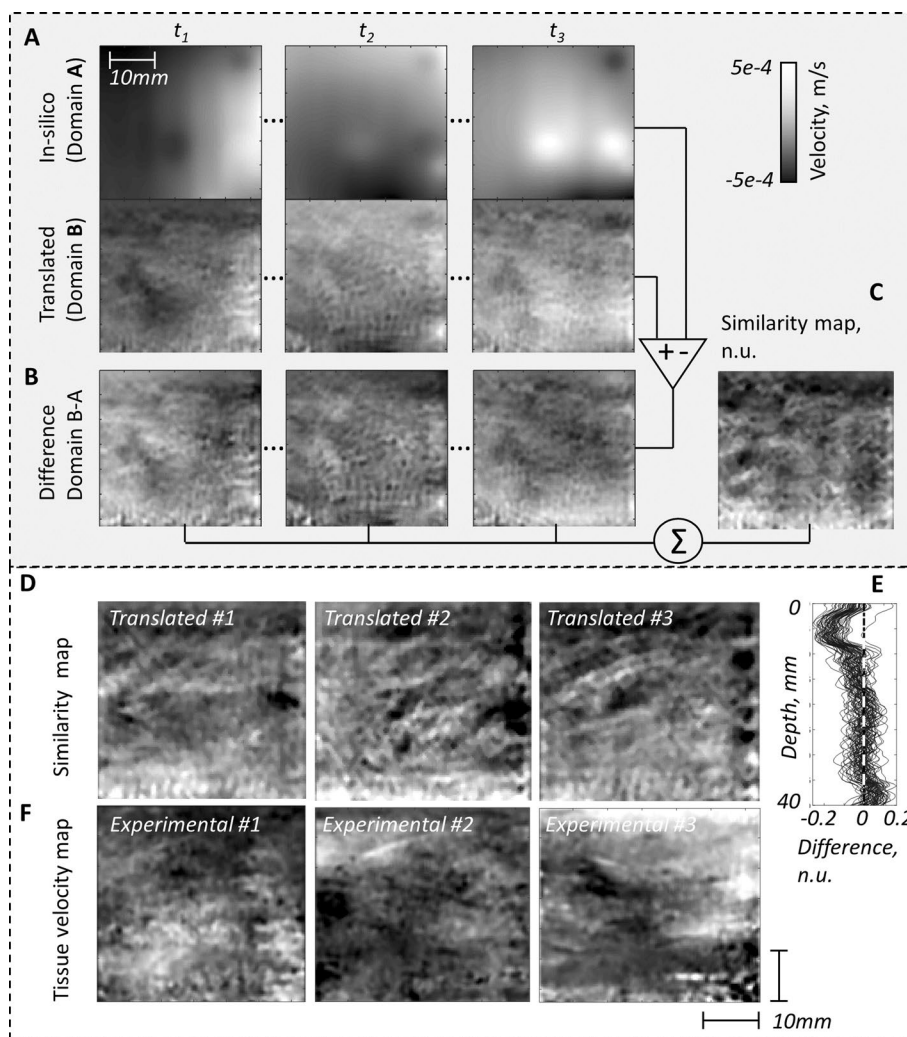 A
t1
t2
t3
10mm
In-silico
(Domain A)
5e-4
-5e-4
Velocity, m/s
Translated
(Domain B)
C
Similarity map,
n.u.
+ -
B
Difference
Domain B-A
Σ
D
Similarity map
Translated #1
Translated #2
Translated #3
E
0
Depth, mm
40
-0.2 0 0.2
Difference,
n.u.
F
Tissue velocity map
Experimental #1
Experimental #2
Experimental #3
10mm